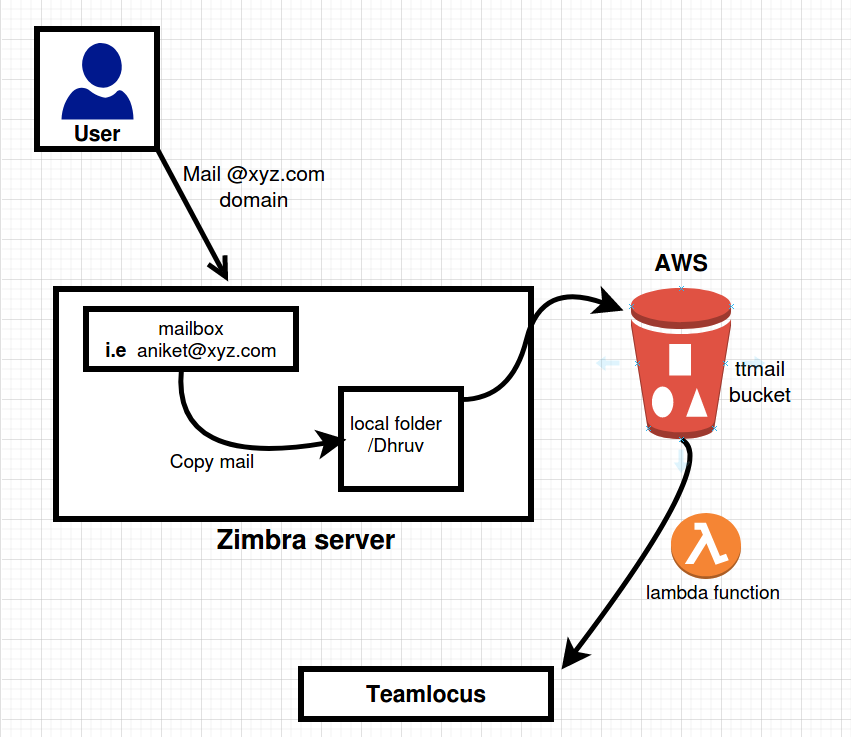 User
Mail @xyz.com
domain
AWS
mailbox
i.e aniket@xyz.com
ttmail
bucket
local folder
/Dhruv
Copy mail
Zimbra server
λ
lambda function
Teamlocus